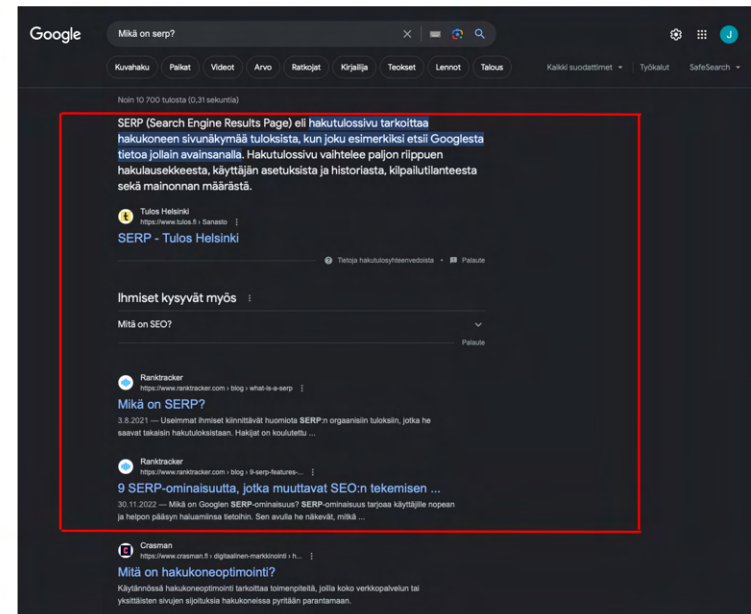 Google
Mikä on serp?
J
Kuvahaku Paikat Videot Arvo Ratkojat Kirjailija Teokset Lennot Talous Kaikki suodattimet Työkalut SafeSearch
Noin 10 700 tulosta (0,31 sekuntia)
SERP (Search Engine Results Page) eli hakutulossivu tarkoittaa
hakukoneen sivunäkymää tuloksista, kun joku esimerkiksi etsii Googlesta
tietoa jollain avainsanalla. Hakutulossivu vaihtelee paljon riippuen
hakulausekkeesta, käyttäjän asetuksista ja historiasta, kilpailutilanteesta
sekä mainonnan määrästä.
t
Tulos Helsinki
https://www.tulos.fi › Sanasto
SERP - Tulos Helsinki
Tietoja hakutulosyhteenvedoista • Palaute
Ihmiset kysyvät myös
Mitä on SEO?
Palaute
Ranktracker
https://www.ranktracker.com › blog › what-is-a-serp
Mikä on SERP?
3.8.2021 — Useimmat ihmiset kiinnittävät huomiota SERP:n orgaanisiin tuloksiin, jotka he
saavat takaisin hakutuloksistaan. Hakijat on koulutettu ...
Ranktracker
https://www.ranktracker.com › blog › 9-serp-features-...
9 SERP-ominaisuutta, jotka muuttavat SEO:n tekemisen ...
30.11.2022 — Mikä on Googlen SERP-ominaisuus? SERP-ominaisuus tarjoaa käyttäjille nopean
ja helpon pääsyn haluamiinsa tietoihin. Sen avulla he näkevät, mitkä ...
Crasman
https://www.crasman.fi › digitaalinen-markkinointi › h...
Mitä on hakukoneoptimointi?
Käytännössä hakukoneoptimointi tarkoittaa toimenpiteitä, joilla koko verkkopalvelun tai
yksittäisten sivujen sijoituksia hakukoneissa pyritään parantamaan.